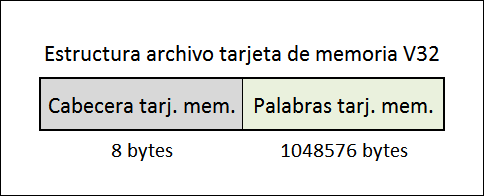 Estructura archivo tarjeta de memoria V32
Cabecera tarj. mem. Palabras tarj. mem.
8 bytes 1048576 bytes